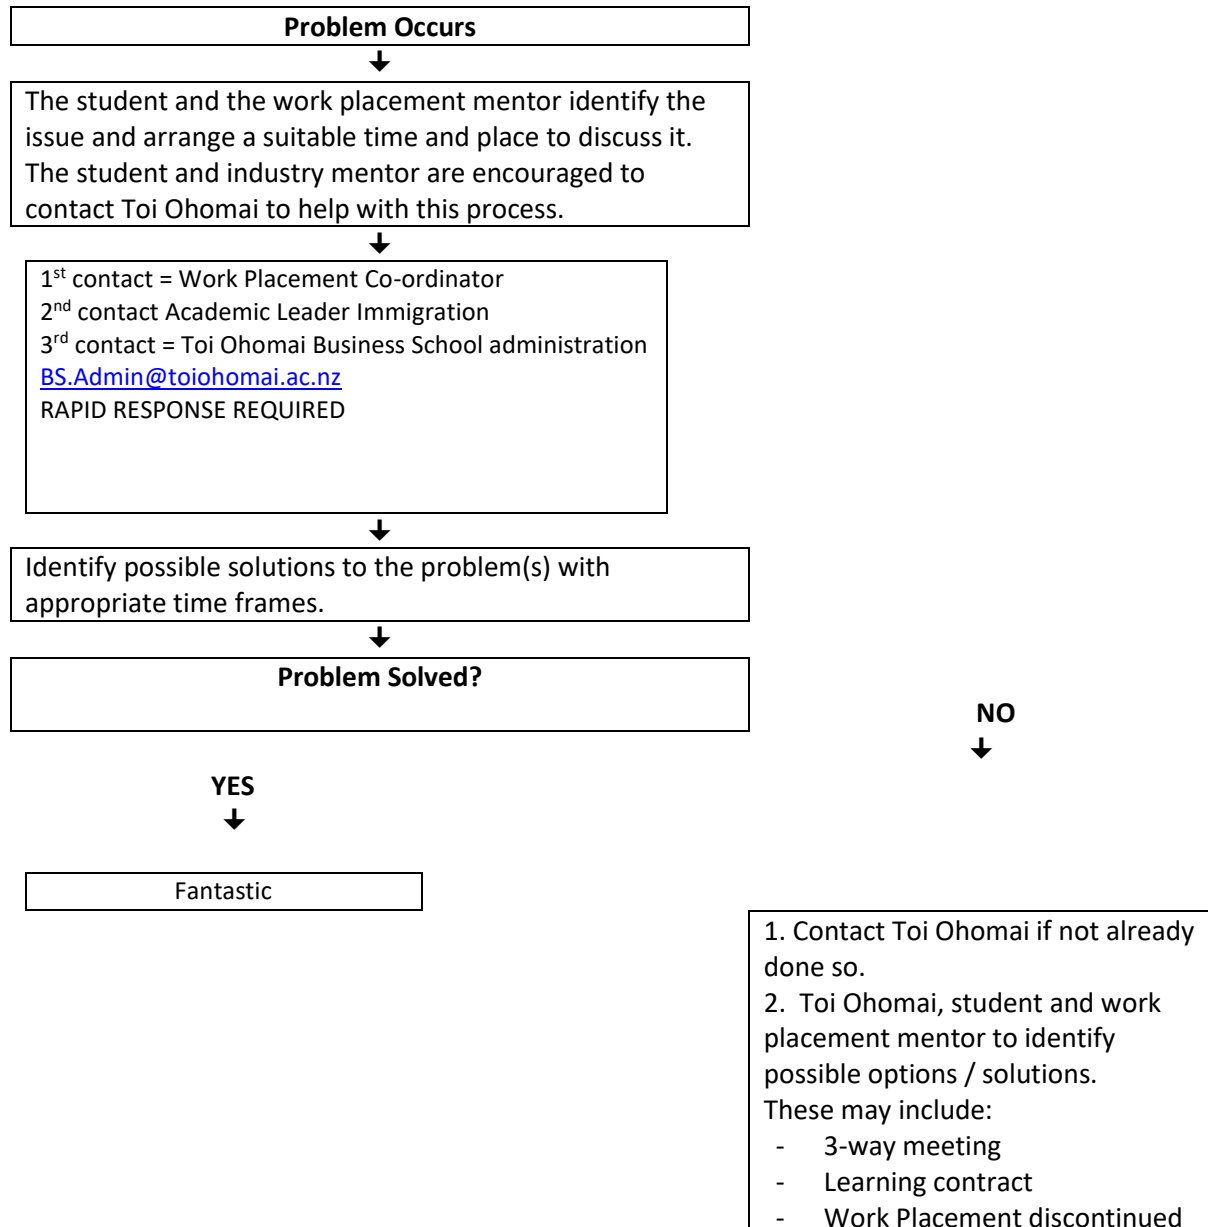 Problem Occurs
The student and the work placement mentor identify the
issue and arrange a suitable time and place to discuss it.
The student and industry mentor are encouraged to
contact Toi Ohomai to help with this process.
1st contact = Work Placement Co-ordinator
2nd contact Academic Leader Immigration
3rd contact = Toi Ohomai Business School administration
BS.Admin@toiohomai.ac.nz
RAPID RESPONSE REQUIRED
Identify possible solutions to the problem(s) with
appropriate time frames.
Problem Solved?
NO
YES
Fantastic
1. Contact Toi Ohomai if not already
done so.
2. Toi Ohomai, student and work
placement mentor to identify
possible options / solutions.
These may include:
- 3-way meeting
- Learning contract
- Work Placement discontinued